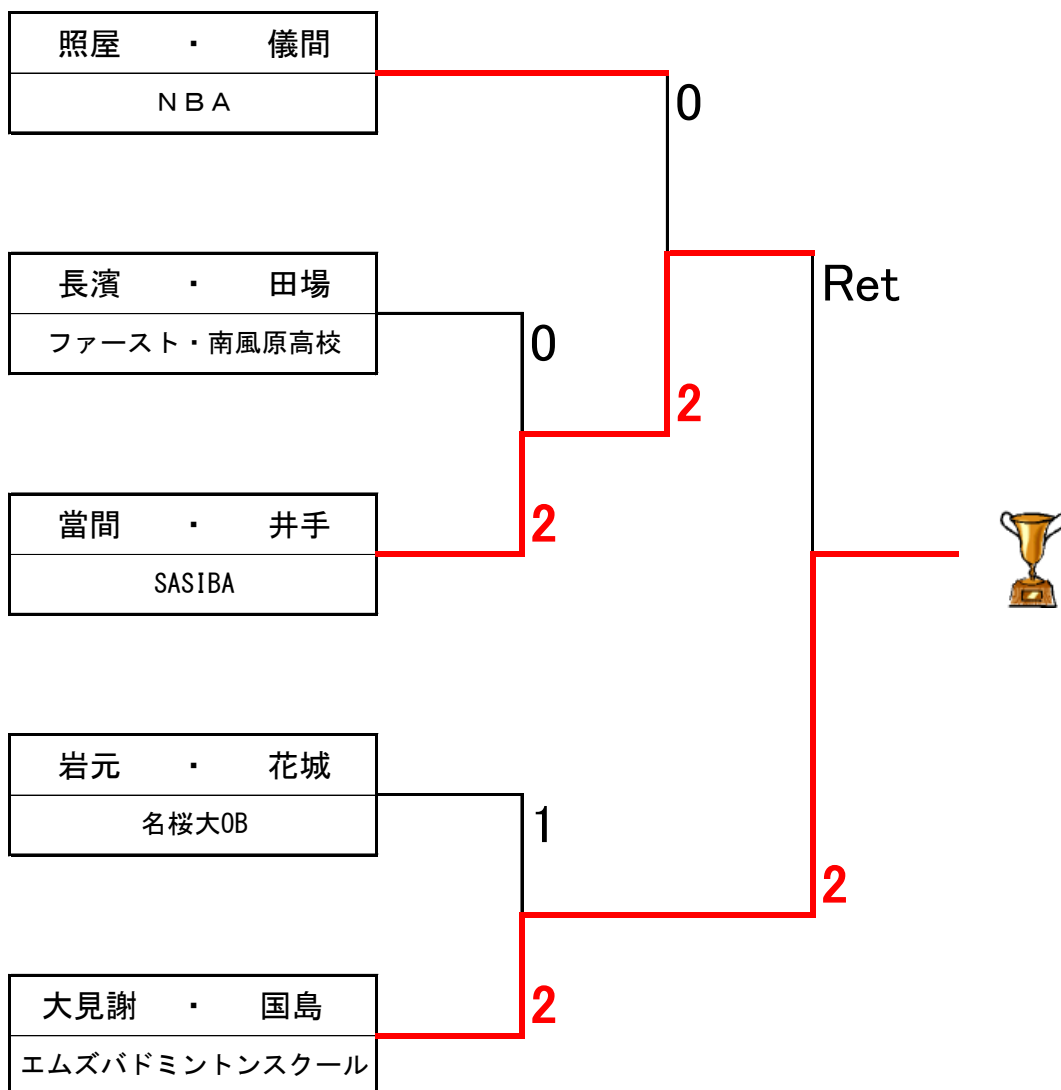 照屋 ・ 儀間
ＮＢＡ
0
長濱 ・ 田場
ファースト・南風原高校
Ret
0
2
當間 ・ 井手
SASIBA
2
岩元 ・ 花城
名桜大OB
1
2
大見謝 ・ 国島
エムズバドミントンスクール
2